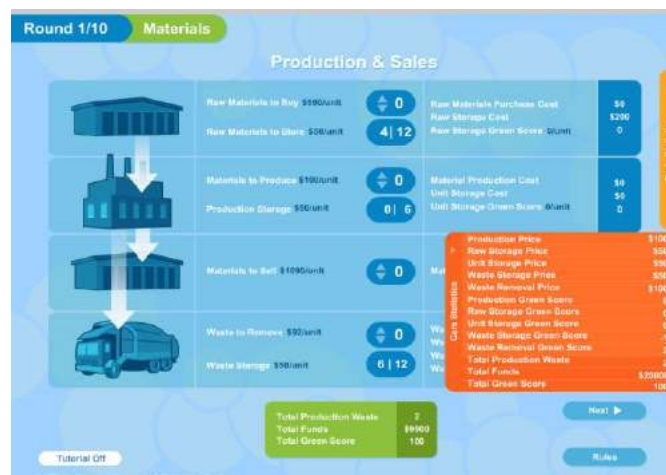 Round 1/10
Materials
Production & Sales
Raw Materials to Buy
0
Raw Materials Purchase Cost
$0
Raw Materials to Store $50/unit
4| 12
Raw Storage Cost
$200
Raw Storage Green Score 0/unit
0
Materials to Produce $100/unit
0
Material Production Cost
$0
Production Storage $50/unit
0| 6
Unit Storage Cost
$0
Unit Storage Green Score
0
Materials to Sell
0
Waste to Remove
0
Waste Storage $50/unit
6 | 12
Cars Statistics
Production Price
Raw Storage Price
Unit Storage Price
Waste Storage Price
Waste Removal Price
Production Green Score
Raw Storage Green Score
Unit Storage Green Score
Waste Storage Green Score
Waste Removal Green Score
Total Production Waste
Total Funds
Total Green Score
Total Production Waste 2
Total Funds
Total Green Score 100
Next
Tutorial Off
Rules